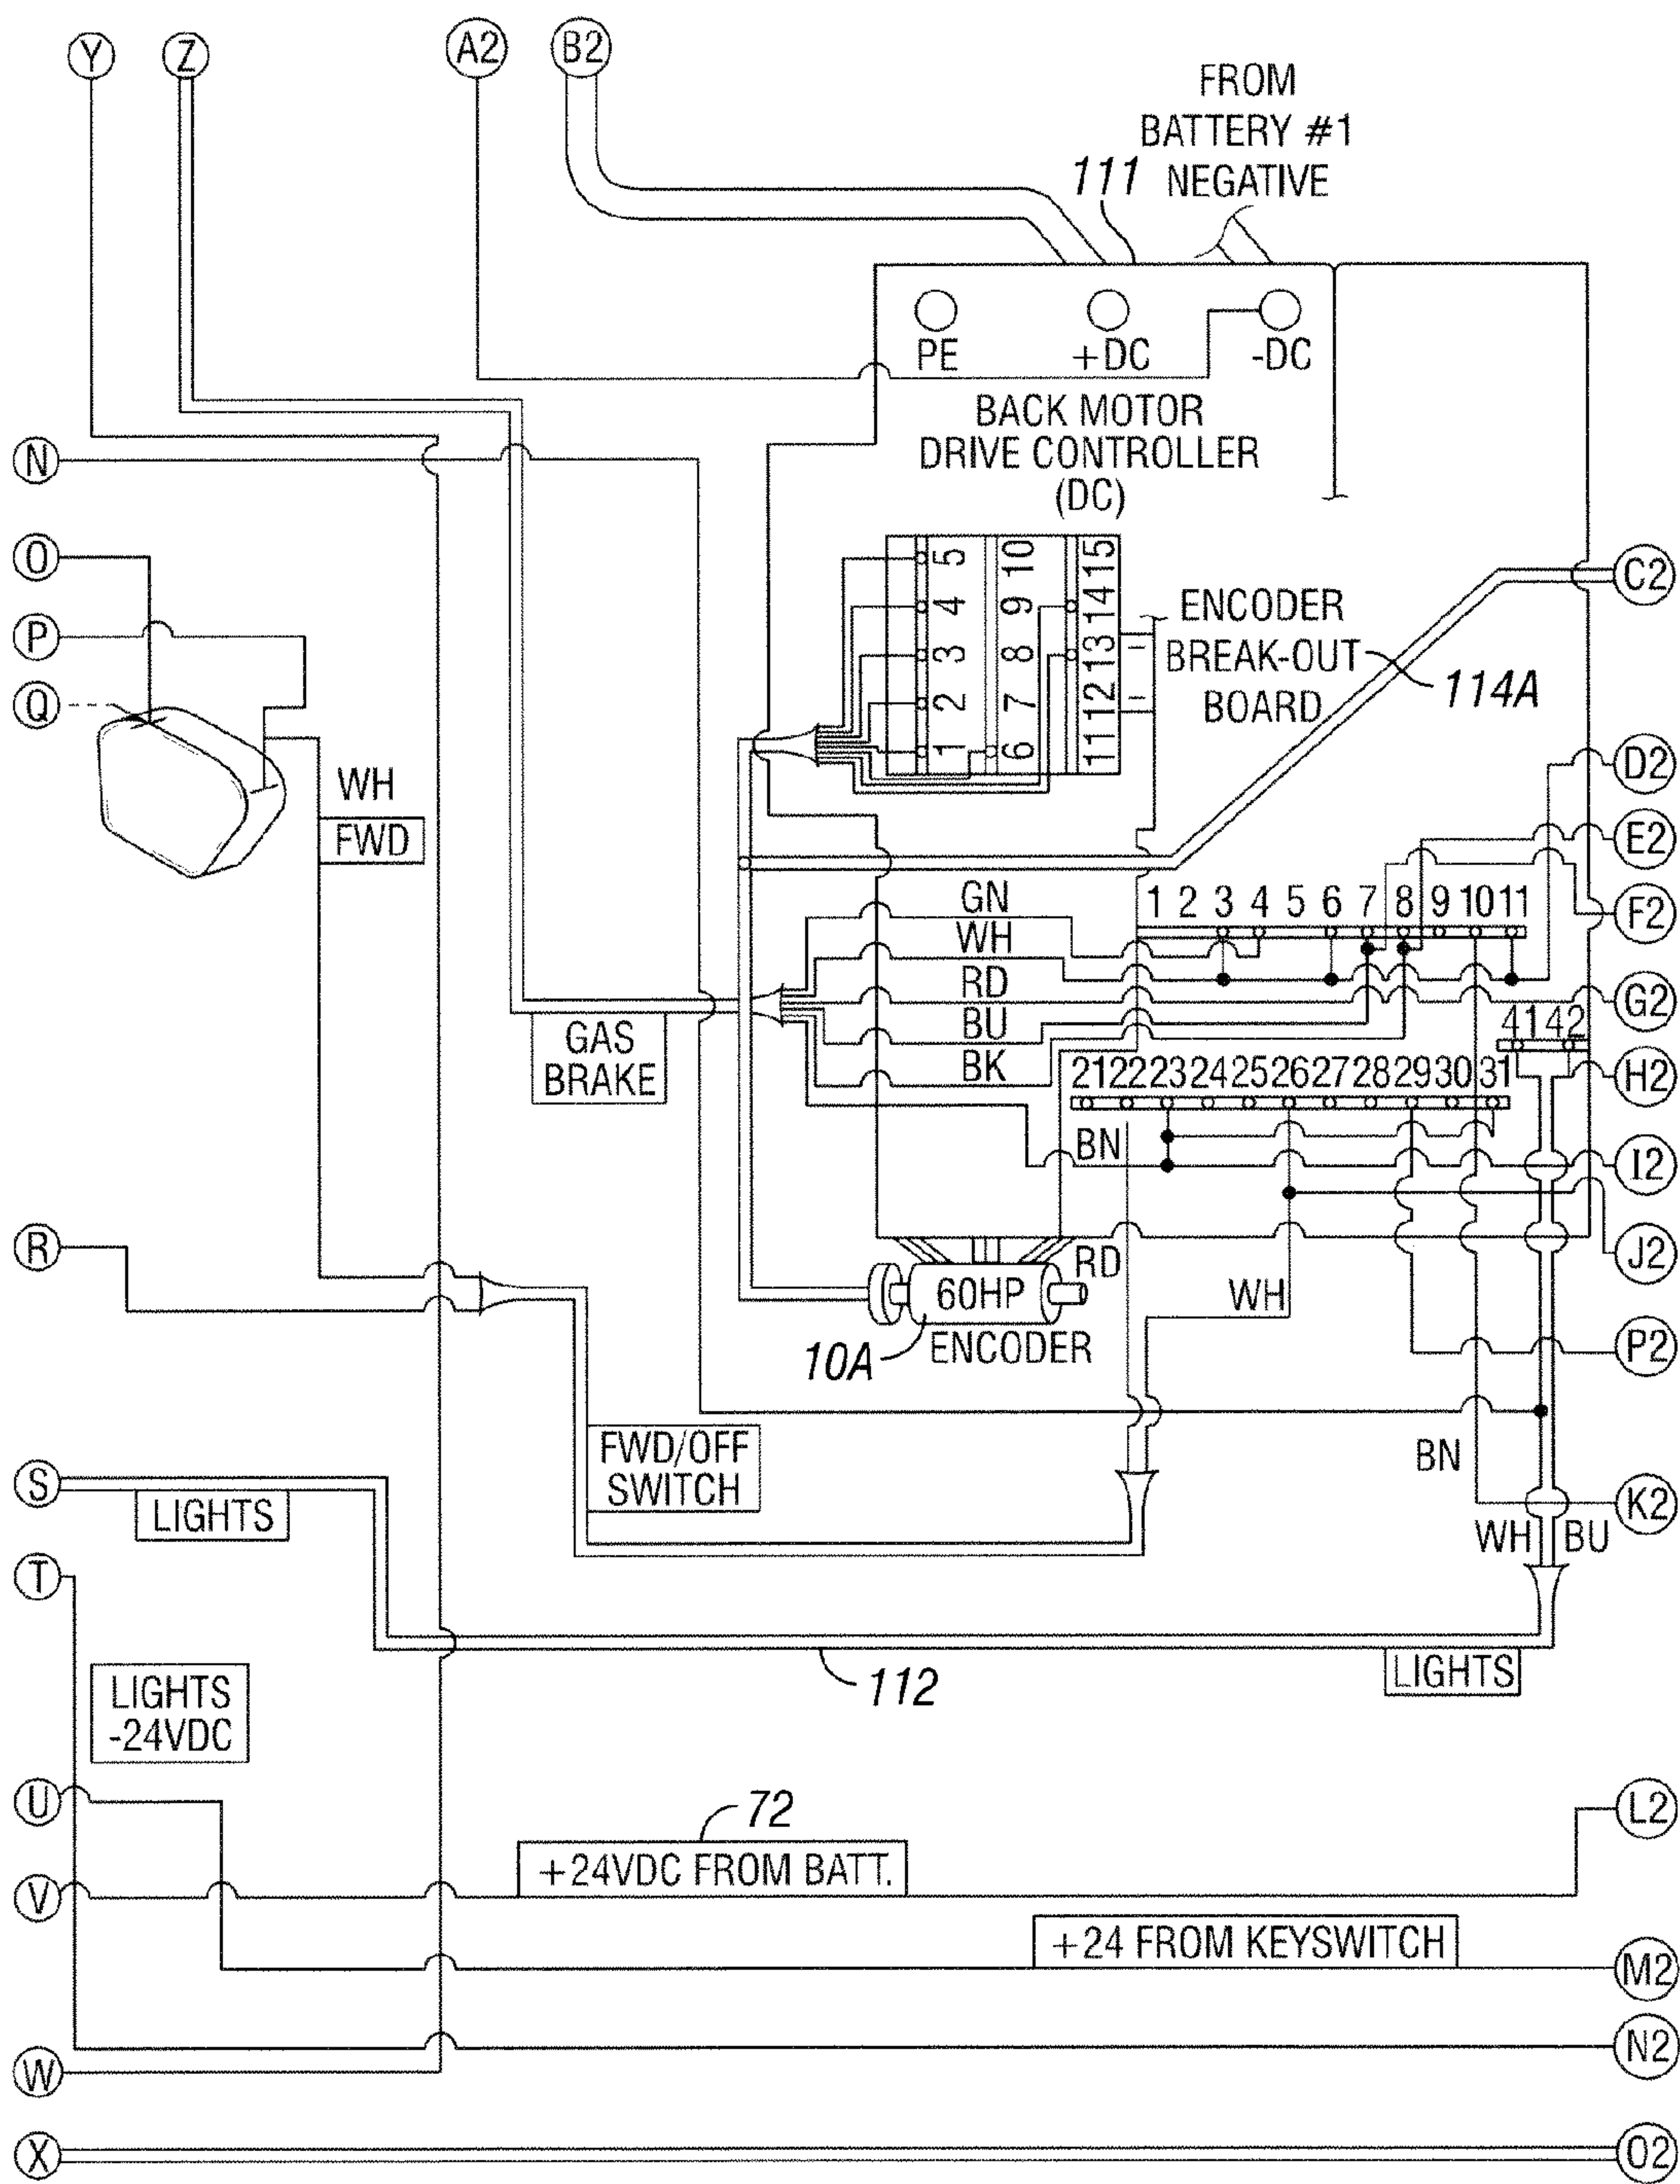 Y Z A2 B2
FROM
BATTERY #1
NEGATIVE
111
PE +DC -DC
BACK MOTOR
DRIVE CONTROLLER
(DC)
N
O
P
Q
WH
FWD
5 10 15
4 9 14
3 8 13
2 7 12
1 6 11
ENCODER
BREAK-OUT
BOARD
114A
C2
D2
E2
F2
GN
WH
RD
BU
BK
1 2 3 4 5 6 7 8 9 10 11
G2
GAS
BRAKE
41 42
H2
21 22 23 24 25 26 27 28 29 30 31
BN
I2
R
J2
RD
WH
60HP
ENCODER
10A
P2
FWD/OFF
SWITCH
BN
S
LIGHTS
K2
WH BU
T
LIGHTS
112
LIGHTS
-24VDC
U
72
L2
+24VDC FROM BATT.
V
+24 FROM KEYSWITCH
M2
N2
W
X
O2